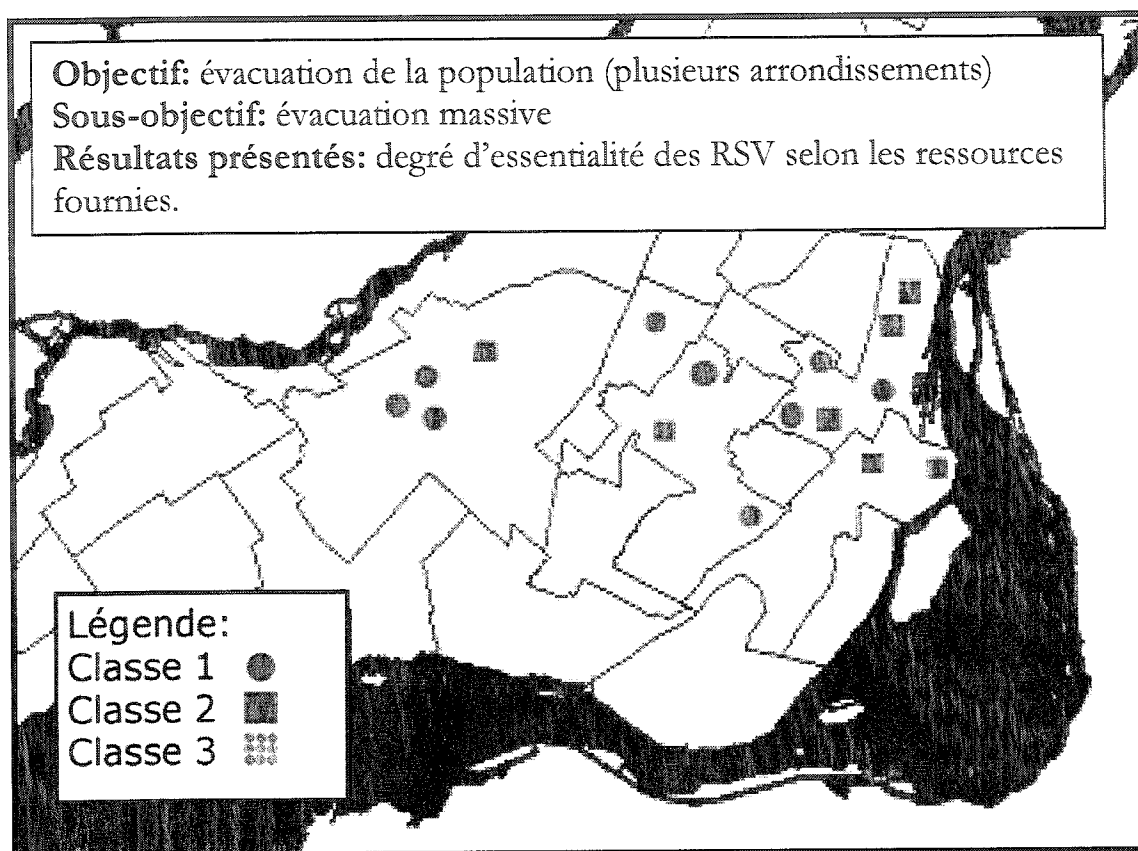 Objectif: évacuation de la population (plusieurs arrondissements)
Sous-objectif: évacuation massive
Résultats présentés: degré d'essentialité des RSV selon les ressources
fournies.
Légende:
Classe 1
Classe 2
Classe 3